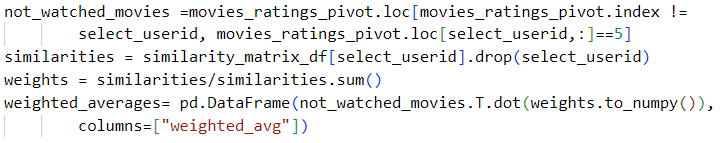 not_watched_movies =movies_ratings_pivot.loc[movies_ratings_pivot.index !=
select_userid, movies_ratings_pivot.loc[select_userid,:]==5]
similarities = similarity_matrix_df[select_userid].drop(select_userid)
weights = similarities/similarities.sum()
weighted_averages= pd.DataFrame(not_watched_movies.T.dot(weights.to_numpy()),
columns=["weighted_avg"])